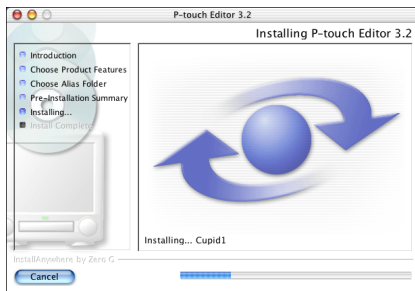 P-touch Editor 3.2
Installing P-touch Editor 3.2
Introduction
Choose Product Features
Choose Alias Folder
Pre-Installation Summary
Installing...
Install Complete
Installing... Cupid1
InstallAnywhere by Zero G
Cancel